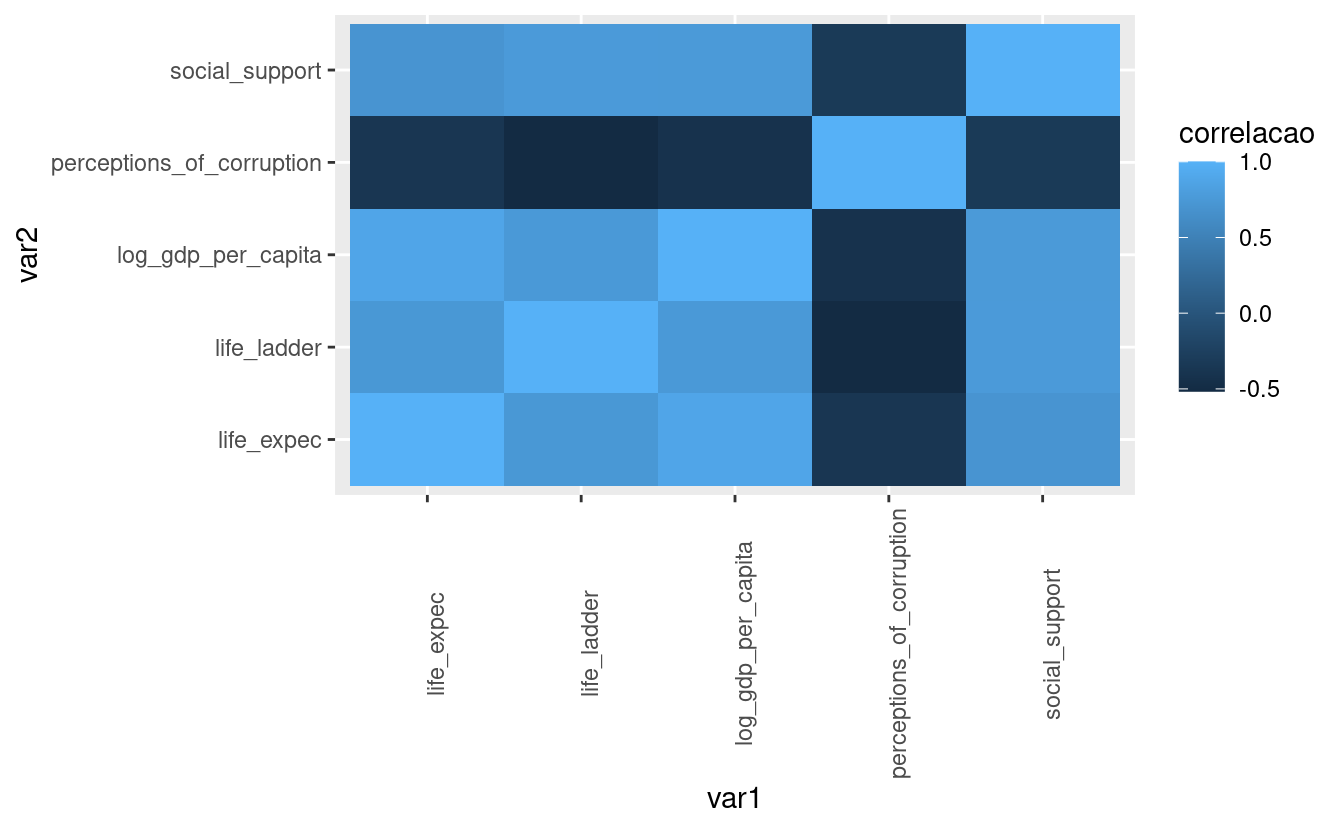 social_support
perceptions_of_corruption
log_gdp_per_capita
life_ladder
life_expec
var2
life_expec
life_ladder
log_gdp_per_capita
perceptions_of_corruption
social_support
var1
correlacao
1.0
0.5
0.0
-0.5